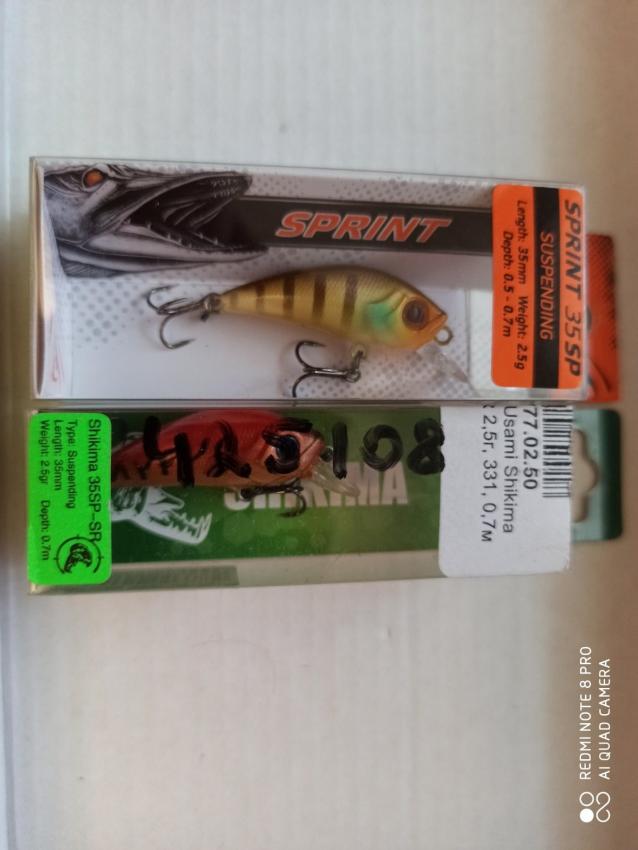 SPRINT
SPRINT 35SP
SUSPENDING
Length: 35mm Weight: 2.5g
Depth: 0.5 - 0.7m
Shikima 35SP-SR
Type: Suspending
Length: 35mm
Weight: 2.5gr Depth: 0.7m
SHIKIMA
425108
77.02.50
Usami Shikima
2,5г, 331, 0,7м
REDMI NOTE 8 PRO
AI QUAD CAMERA